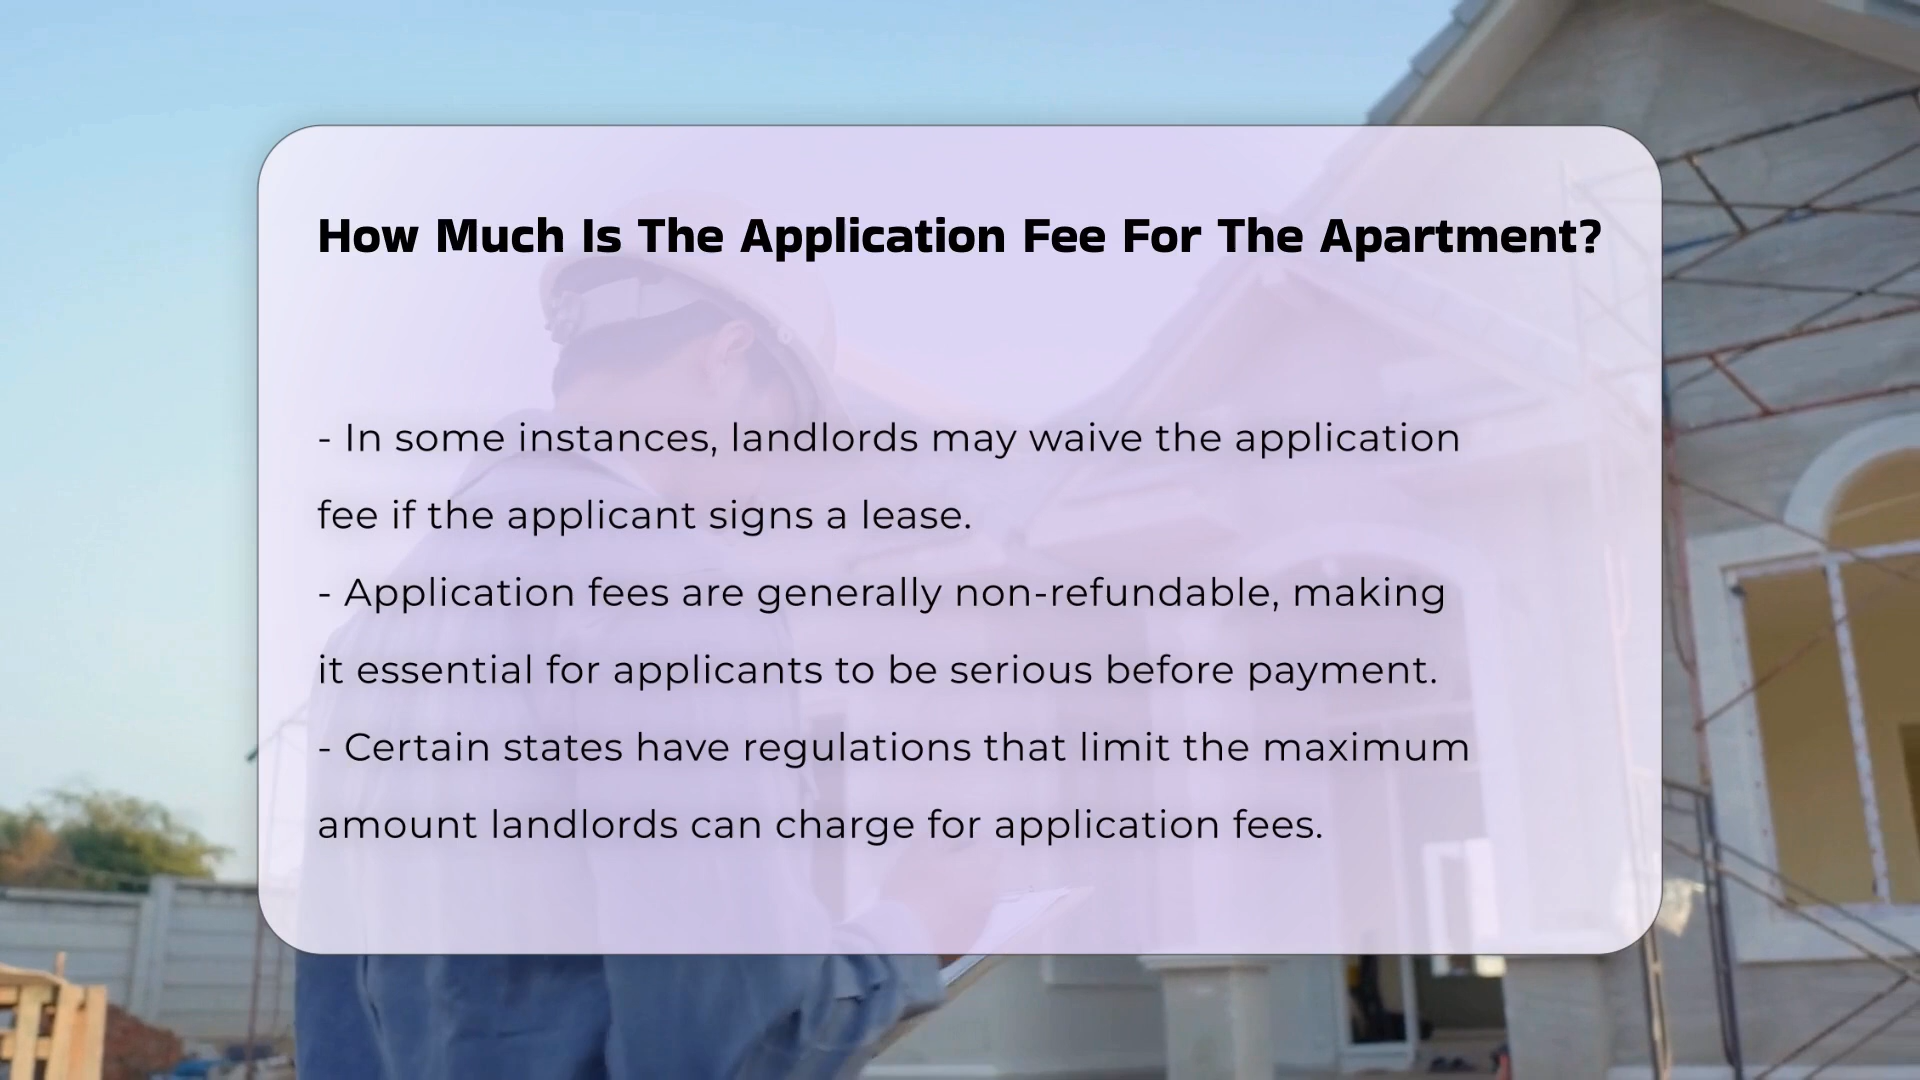 How Much Is The Application Fee For The Apartment?
- In some instances, landlords may waive the application
fee if the applicant signs a lease.
- Application fees are generally non-refundable, making
it essential for applicants to be serious before payment.
- Certain states have regulations that limit the maximum
amount landlords can charge for application fees.